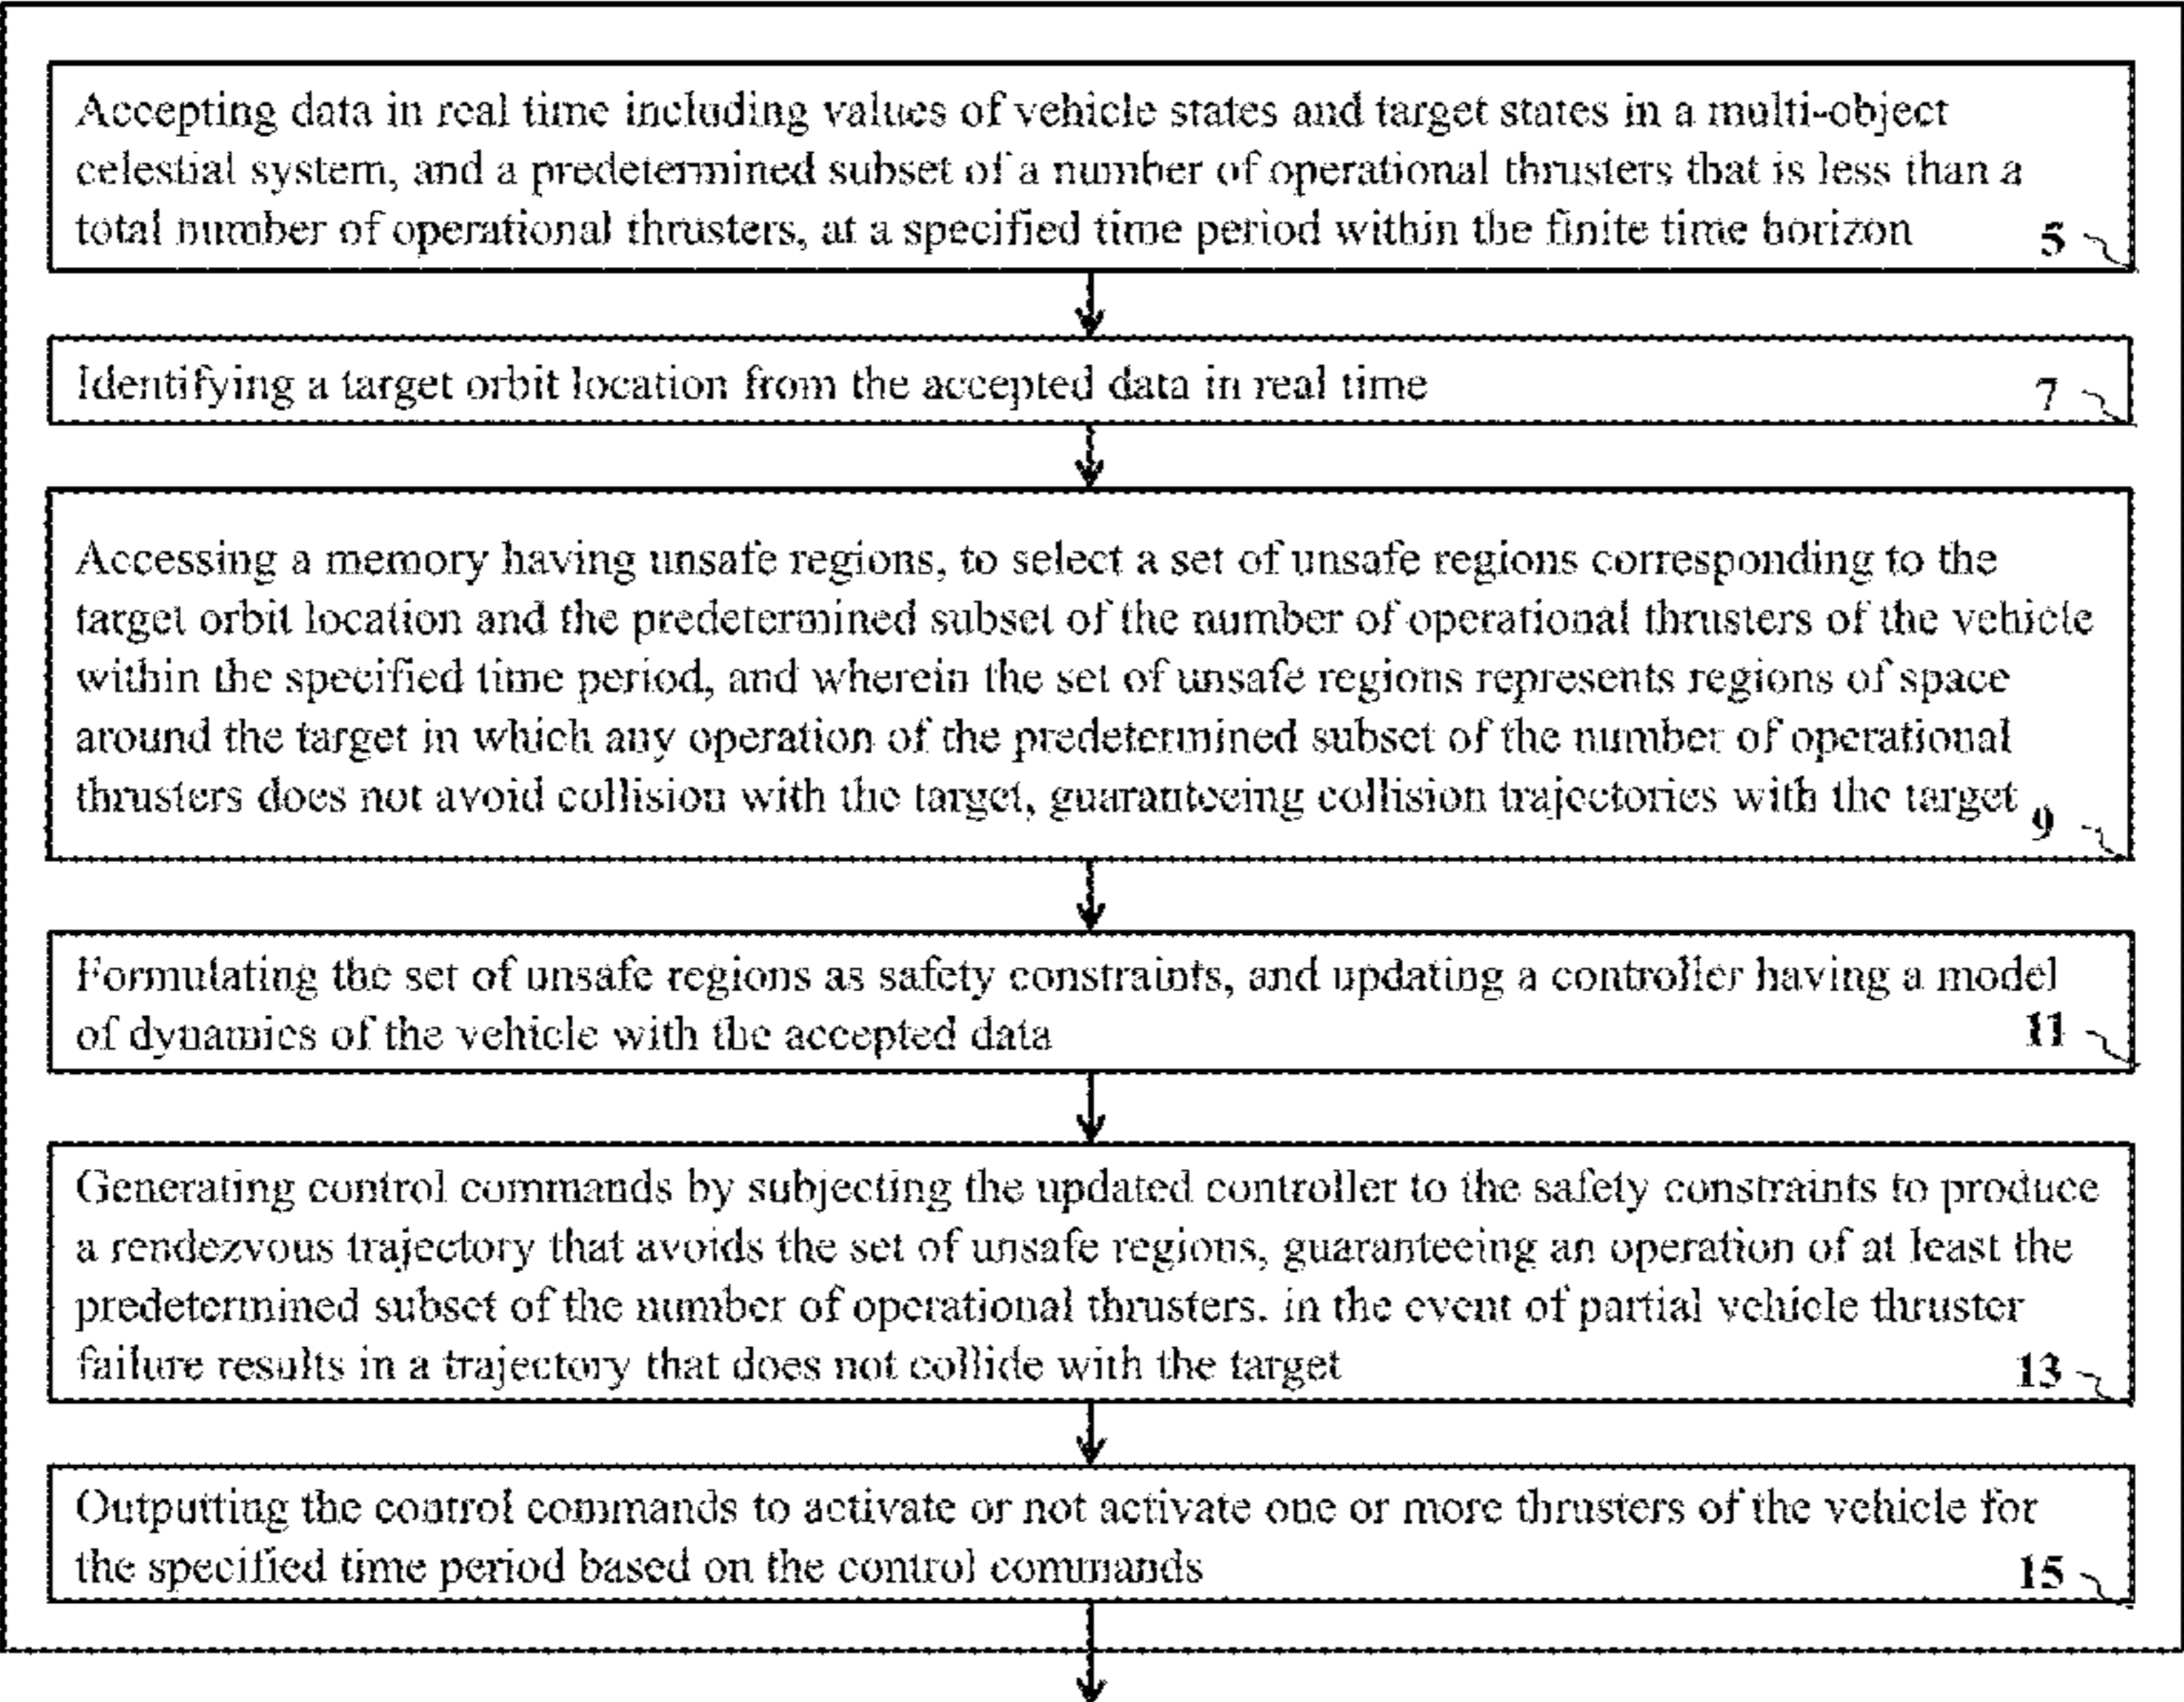 Accepting data in real time including values of vehicle states and target states in a multi-object
celestial system, and a predetermined subset of a number of operational thrusters that is less than a
total number of operational thrusters, at a specified time period within the finite time horizon
5
Identifying a target orbit location from the accepted data in real time
7
Accessing a memory having unsafe regions, to select a set of unsafe regions corresponding to the
target orbit location and the predetermined subset of the number of operational thrusters of the vehicle
within the specified time period, and wherein the set of unsafe regions represents regions of space
around the target in which any operation of the predetermined subset of the number of operational
thrusters does not avoid collision with the target, guaranteeing collision trajectories with the target
9
Formulating the set of unsafe regions as safety constraints, and updating a controller having a model
of dynamics of the vehicle with the accepted data
11
Generating control commands by subjecting the updated controller to the safety constraints to produce
a rendezvous trajectory that avoids the set of unsafe regions, guaranteeing an operation of at least the
predetermined subset of the number of operational thrusters. in the event of partial vehicle thruster
failure results in a trajectory that does not collide with the target
13
Outputting the control commands to activate or not activate one or more thrusters of the vehicle for
the specified time period based on the control commands
15